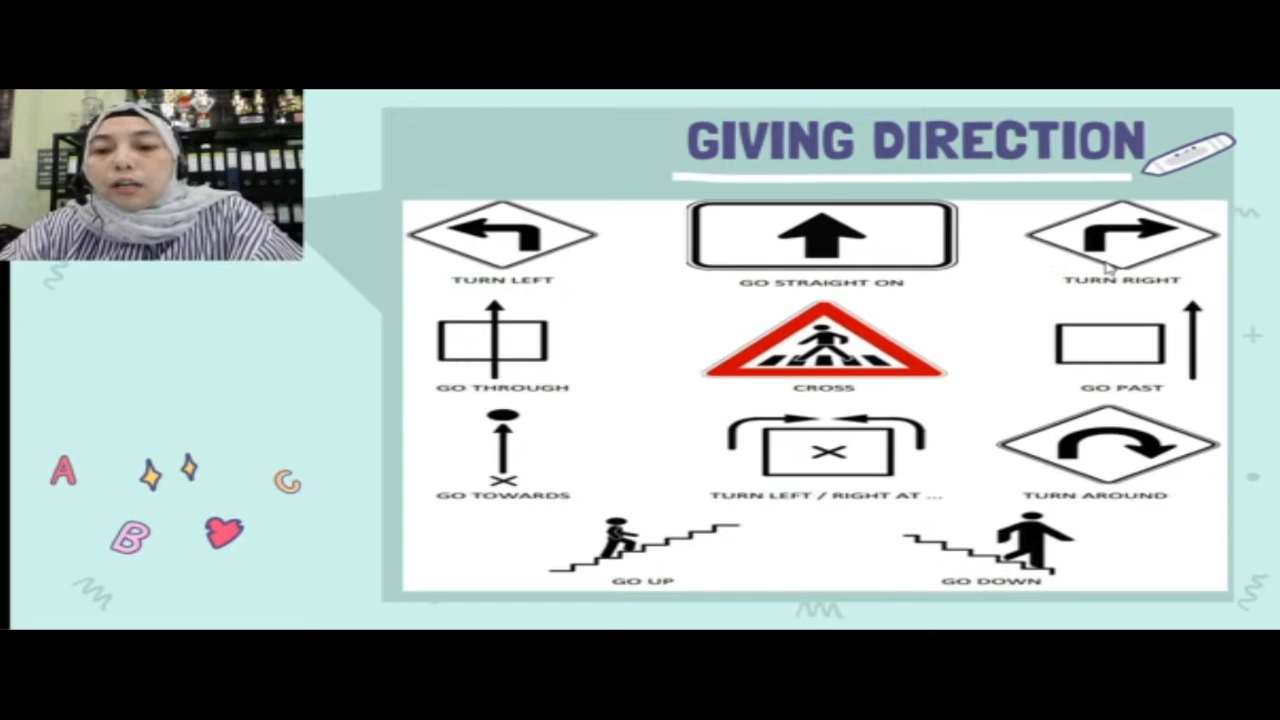 GIVING DIRECTION
TURN LEFT
GO STRAIGHT ON
TURN RIGHT
GO THROUGH
CROSS
GO PAST
GO TOWARDS
TURN LEFT / RIGHT AT ...
TURN AROUND
GO UP
GO DOWN
A
B
C